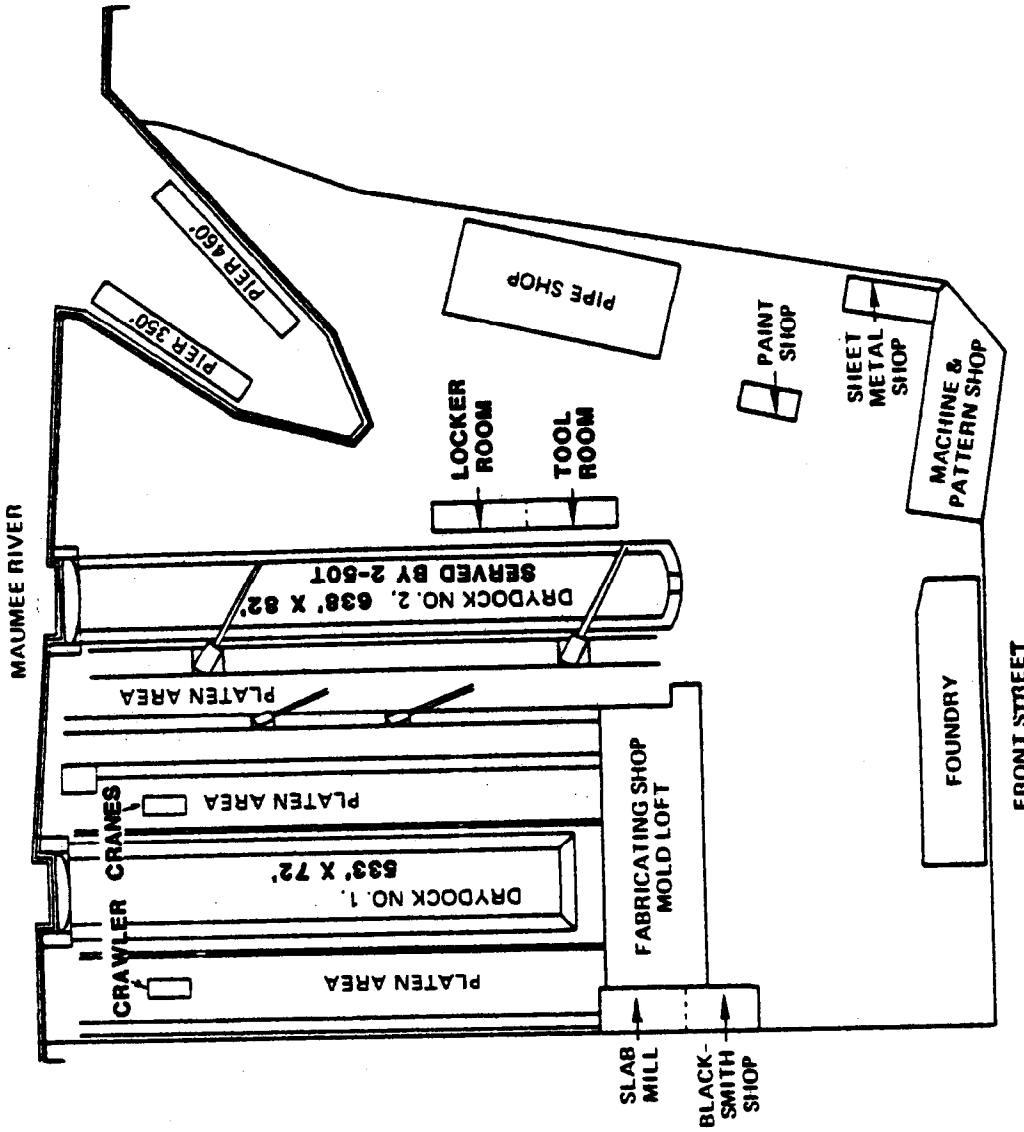 MAUMEE RIVER
PIER 350'
PIER 460'
PIPE SHOP
LOCKER
ROOM
TOOL
ROOM
PAINT
SHOP
SHEET
METAL
SHOP
MACHINE &
PATTERN SHOP
DRYDOCK NO. 2, 638' X 82'
SERVED BY 2-50T
PLATEN AREA
CRAWLER CRANES
PLATEN AREA
DRYDOCK NO. 1.
533' X 72'
PLATEN AREA
FABRICATING SHOP
MOLD LOFT
SLAB
MILL
BLACK-
SMITH
SHOP
FOUNDRY
FRONT STREET